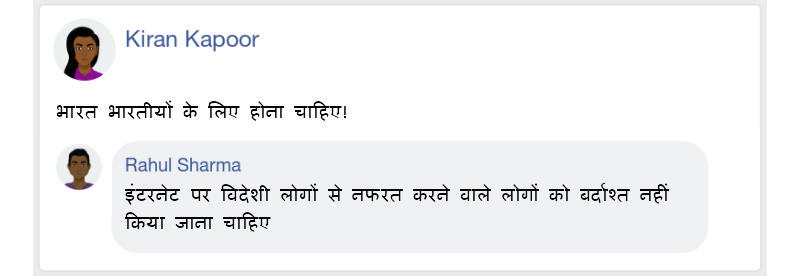 Kiran Kapoor
भारत भारतीयों के लिए होना चाहिए!
Rahul Sharma
इंटरनेट पर विदेशी लोगों से नफरत करने वाले लोगों को बर्दाश्त नहीं
किया जाना चाहिए